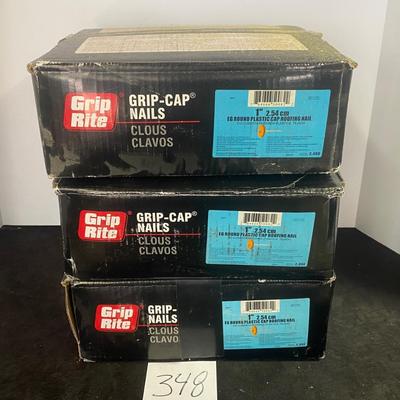 Grip
Rite
GRIP-CAP®
NAILS
CLOUS
CLAVOS
1" 2.54 cm
EG ROUND PLASTIC CAP ROOFING NAIL
Grip
Rite
GRIP-CAP®
NAILS
CLOUS
CLAVOS
1" 2.54 cm
EG ROUND PLASTIC CAP ROOFING NAIL
Grip
Rite
GRIP-
NAILS
CLOUS
CLAVO
1" 2.54 cm
EG ROUND PLASTIC CAP ROOFING NAIL
348